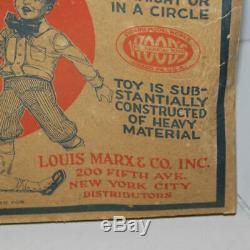 IN A CIRCLE
WOODS
TOY IS SUB-
STANTIALLY
CONSTRUCTED
OF HEAVY
MATERIAL
LOUIS MARX & CO. INC.
200 FIFTH AVE.
NEW YORK CITY
DISTRIBUTORS
ebay